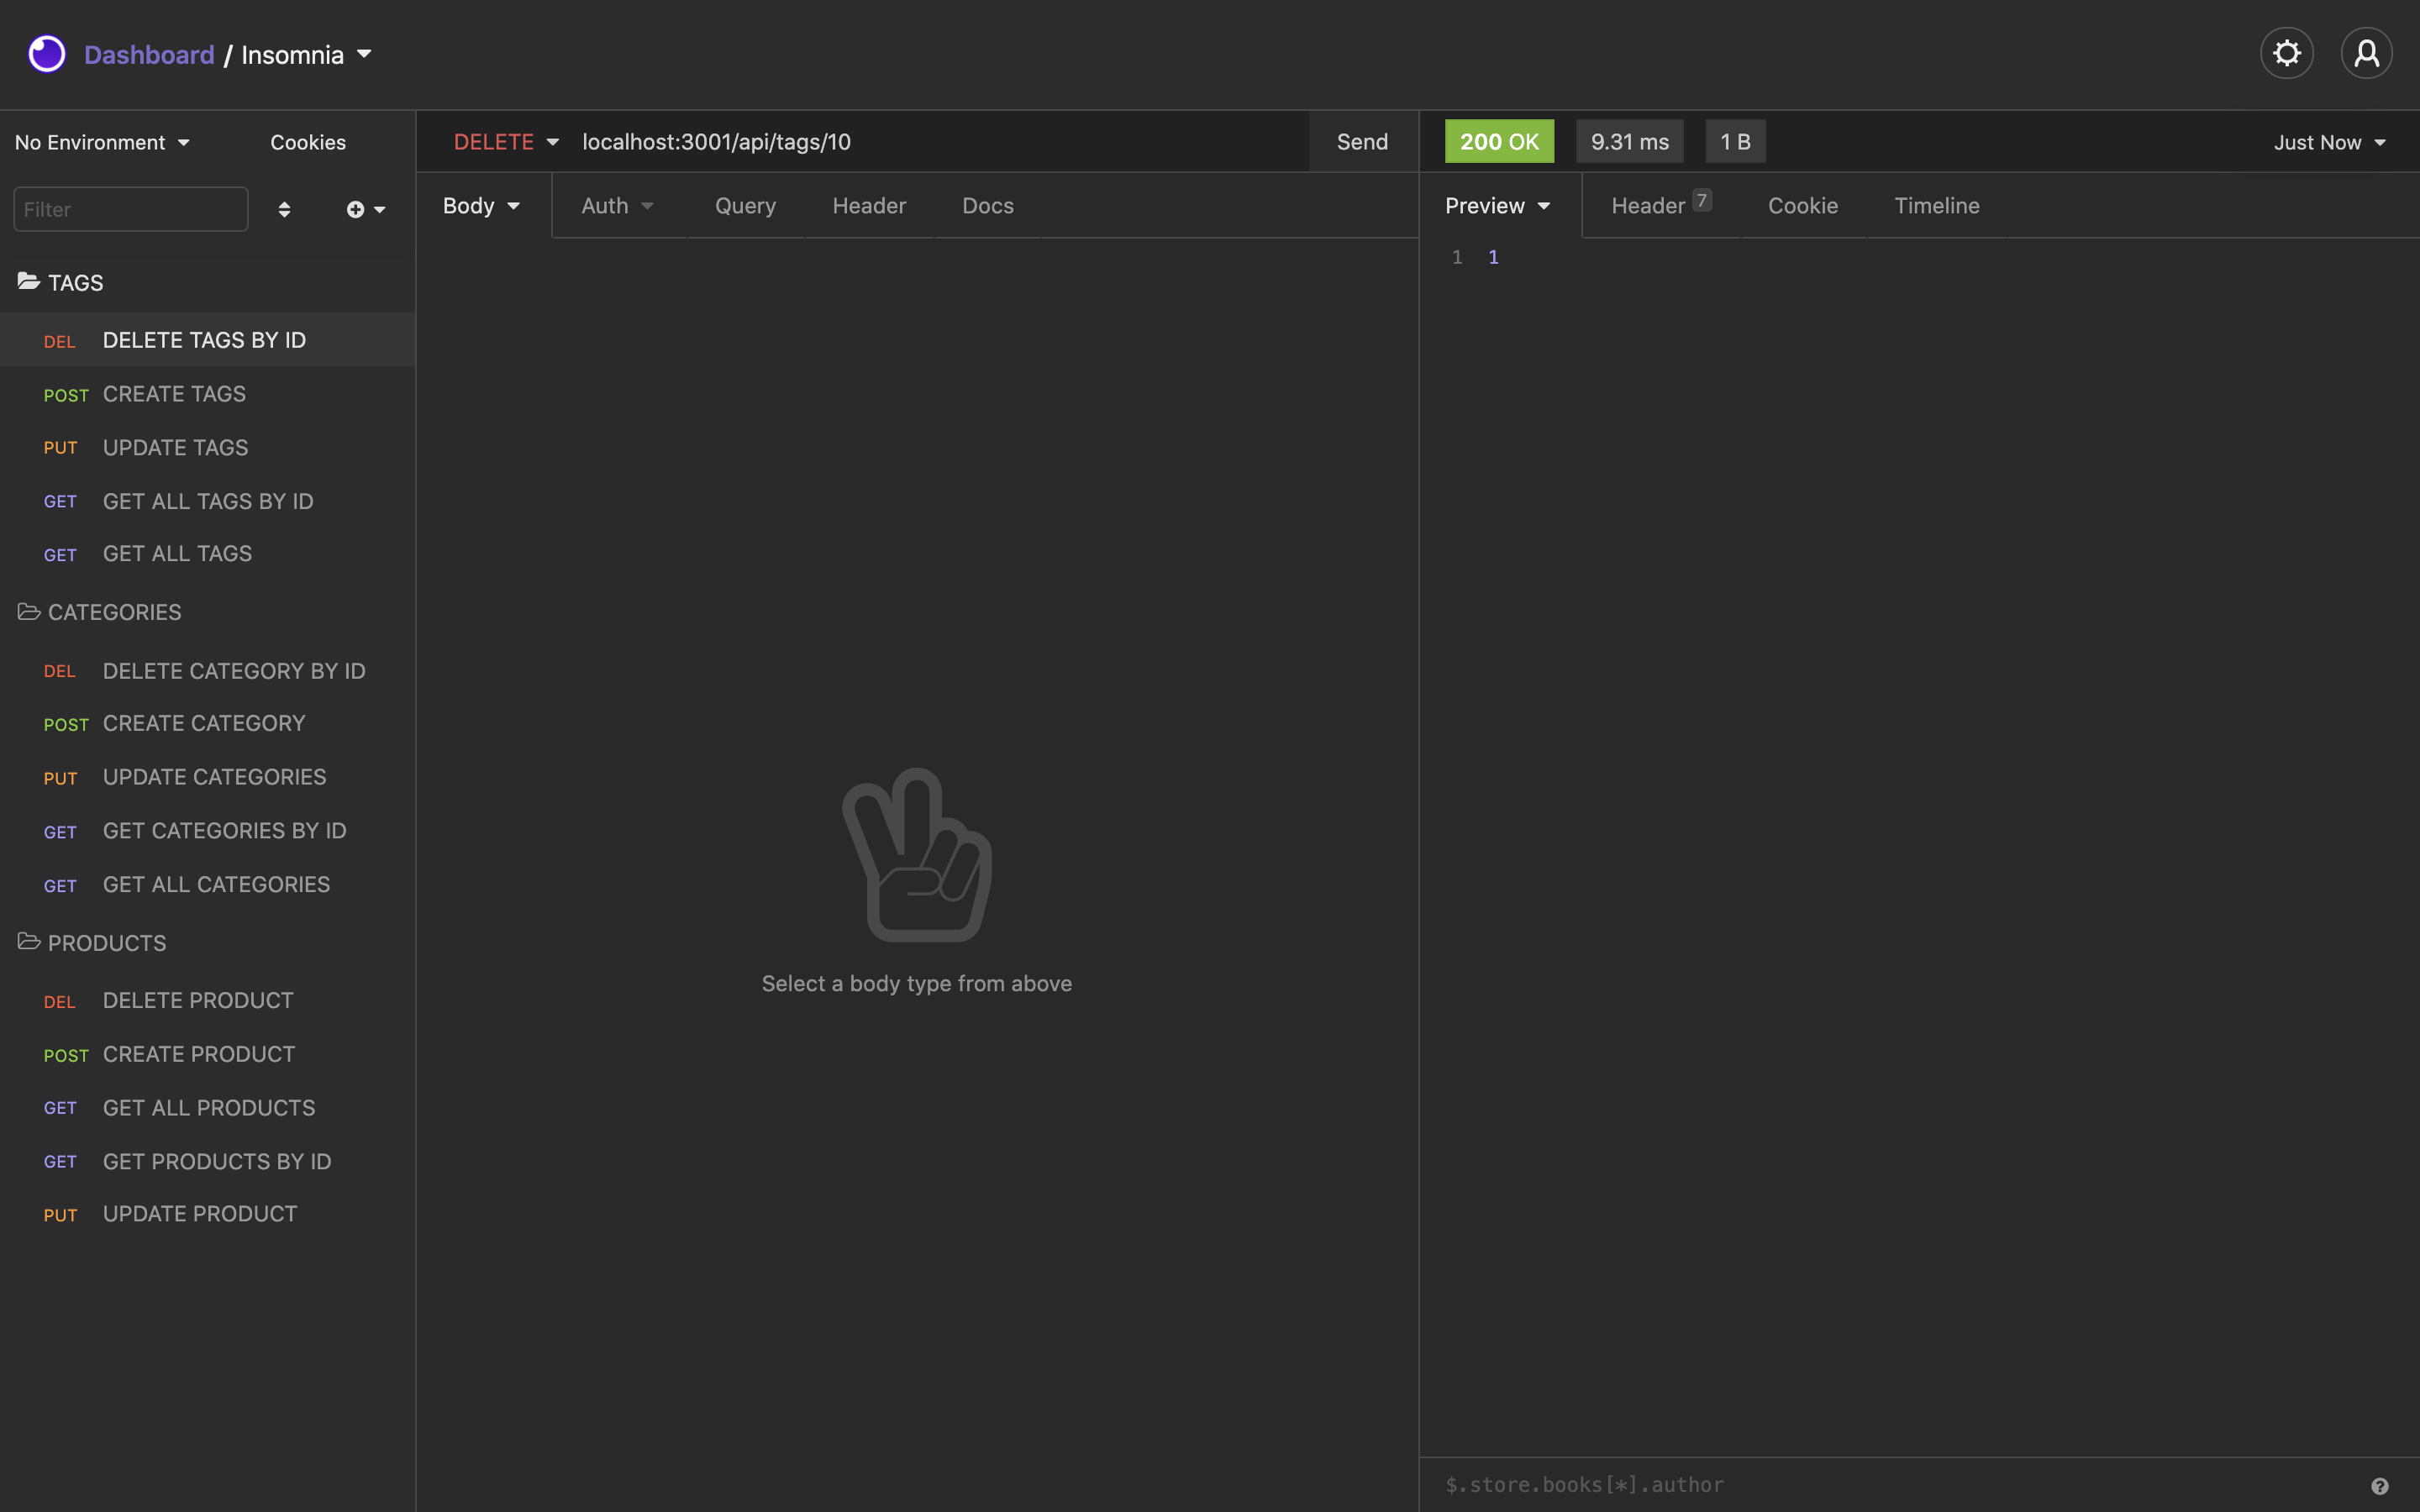 Dashboard / Insomnia
No Environment
Cookies
Filter
TAGS
DEL DELETE TAGS BY ID
POST CREATE TAGS
PUT UPDATE TAGS
GET GET ALL TAGS BY ID
GET GET ALL TAGS
CATEGORIES
DEL DELETE CATEGORY BY ID
POST CREATE CATEGORY
PUT UPDATE CATEGORIES
GET GET CATEGORIES BY ID
GET GET ALL CATEGORIES
PRODUCTS
DEL DELETE PRODUCT
POST CREATE PRODUCT
GET GET ALL PRODUCTS
GET GET PRODUCTS BY ID
PUT UPDATE PRODUCT
DELETE localhost:3001/api/tags/10 Send
Body Auth Query Header Docs
Select a body type from above
200 OK 9.31 ms 1 B Just Now
Preview Header 7 Cookie Timeline
1 1
$.store.books[*].author